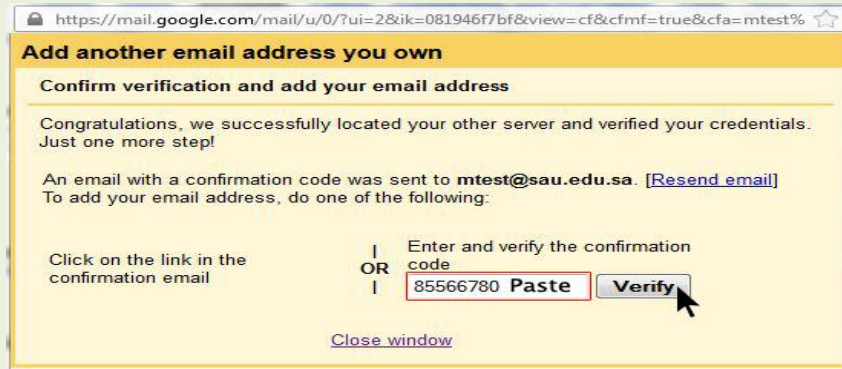 https://mail.google.com/mail/u/0/?ui=2&ik=081946f7bf&view=cf&cfmf=true&cfa=mtest%
Add another email address you own
Confirm verification and add your email address
Congratulations, we successfully located your other server and verified your credentials.
Just one more step!
An email with a confirmation code was sent to mtest@sau.edu.sa. [Resend email]
To add your email address, do one of the following:
Click on the link in the
confirmation email
OR
Enter and verify the confirmation
code
85566780 Paste Verify
Close window